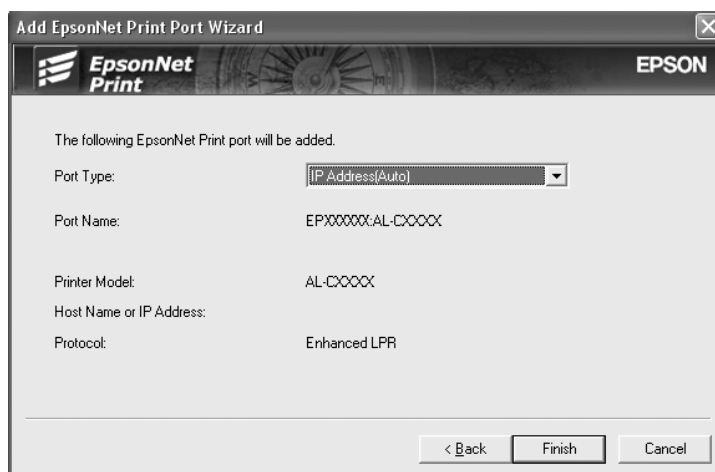 Add EpsonNet Print Port Wizard
EpsonNet
Print
EPSON
W
E
The following EpsonNet Print port will be added.
Port Type: IP Address(Auto)
Port Name: EPXXXXXX:AL-CXXXX
Printer Model: AL-CXXXX
Host Name or IP Address:
Protocol: Enhanced LPR
< Back Finish Cancel